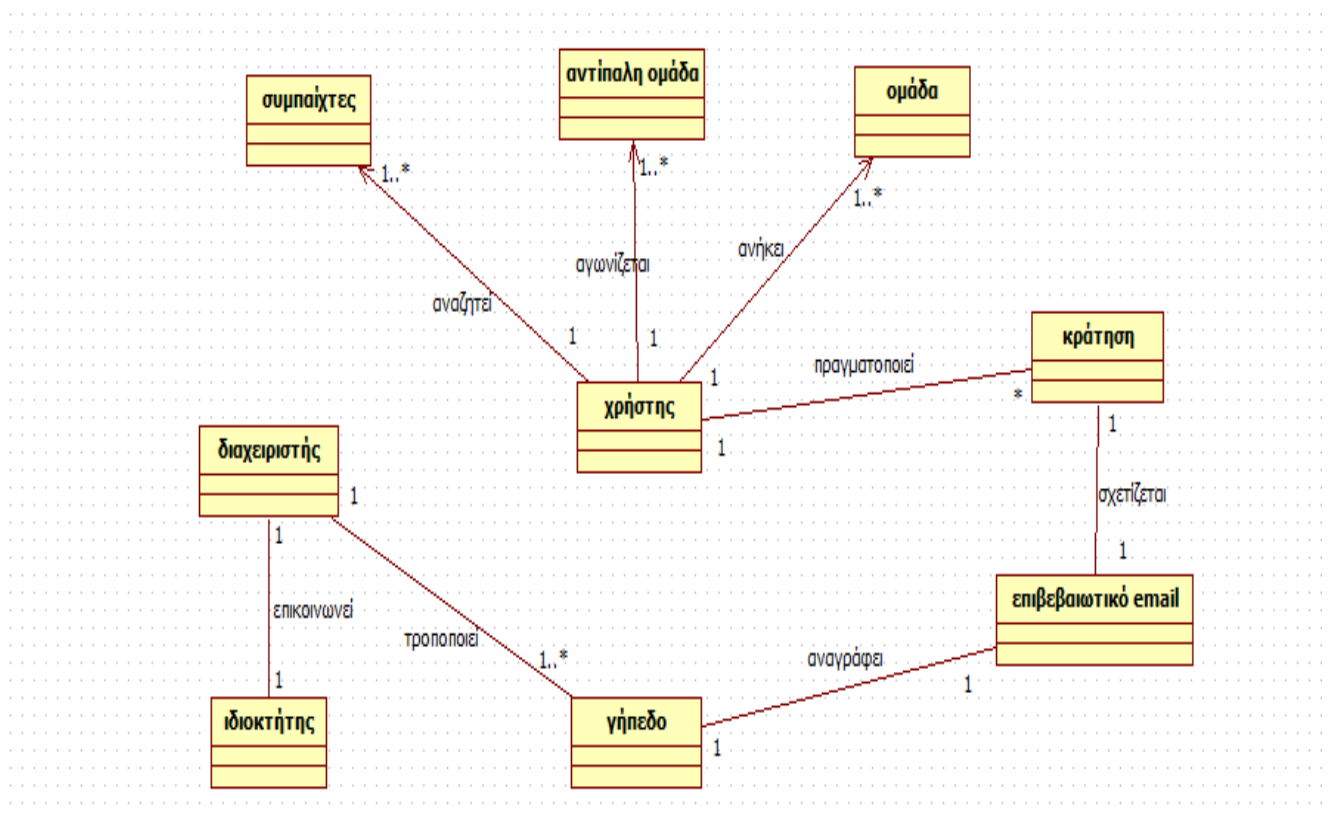 αντίπαλη ομάδα
συμπαίχτες
ομάδα
1..*
1..*
1..*
ανήκει
αγωνίζεται
αναζητεί
κράτηση
1
1
πραγματοποιεί
1
*
χρήστης
1
1
διαχειριστής
1
σχετίζεται
1
1
επιβεβαιωτικό email
επικοινωνεί
τροποποιεί
1..*
αναγράφει
1
1
ιδιοκτήτης
γήπεδο
1